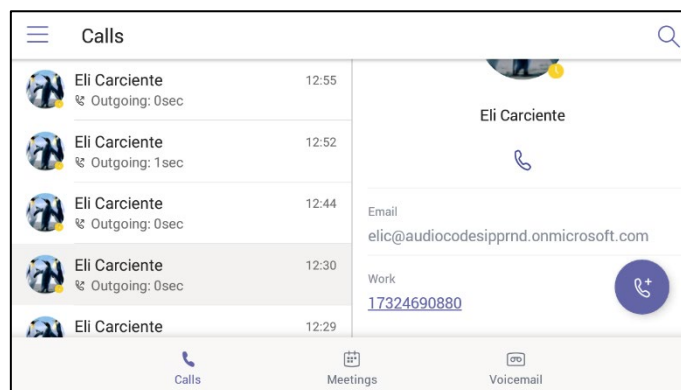 Calls
Eli Carciente
12:55
Outgoing: 0sec
Eli Carciente
12:52
Outgoing: 1sec
Eli Carciente
12:44
Outgoing: 0sec
Eli Carciente
12:30
Outgoing: 0sec
Eli Carciente
12:29
Eli Carciente
Email
elic@audiocodesipprnd.onmicrosoft.com
Work
17324690880
Calls
Meetings
Voicemail